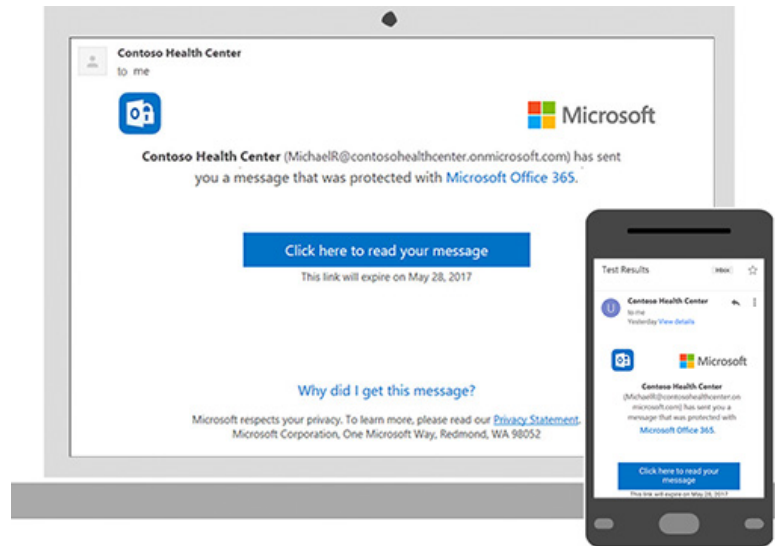 Contoso Health Center
to me
Microsoft
Contoso Health Center (MichaelR@contosohealthcenter.onmicrosoft.com) has sent
you a message that was protected with Microsoft Office 365.
Click here to read your message
This link will expire on May 28, 2017
Why did I get this message?
Microsoft respects your privacy. To learn more, please read our Privacy Statement.
Microsoft Corporation, One Microsoft Way, Redmond, WA 98052
Test Results
Inbox
U
Contoso Health Center
to me
Yesterday View details
Microsoft
Contoso Health Center
(MichaelR@contosohealthcenter.on
microsoft.com) has sent you a
message that was protected with
Microsoft Office 365.
Click here to read your
message
This link will expire on May 28, 2017